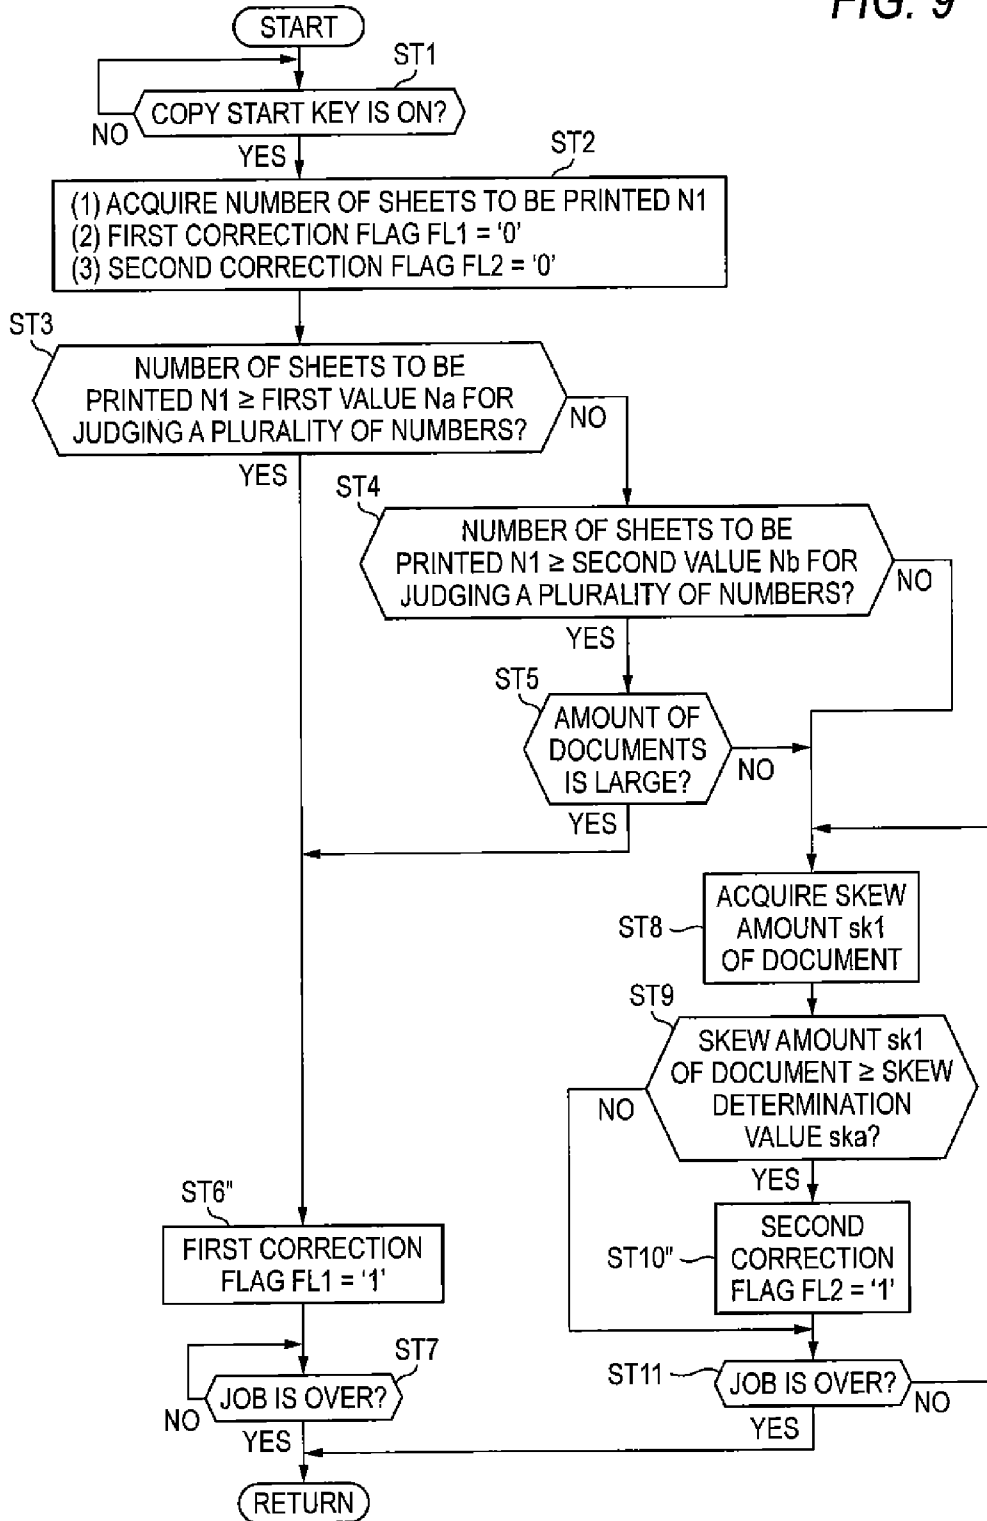 FIG. 9
START
ST1
COPY START KEY IS ON?
NO
YES
ST2
(1) ACQUIRE NUMBER OF SHEETS TO BE PRINTED N1
(2) FIRST CORRECTION FLAG FL1 = ‘0’
(3) SECOND CORRECTION FLAG FL2 = ‘0’
ST3
NUMBER OF SHEETS TO BE
PRINTED N1 ≥ FIRST VALUE Na FOR
JUDGING A PLURALITY OF NUMBERS?
NO
YES
ST4
NUMBER OF SHEETS TO BE
PRINTED N1 ≥ SECOND VALUE Nb FOR
JUDGING A PLURALITY OF NUMBERS?
NO
YES
ST5
AMOUNT OF
DOCUMENTS
IS LARGE?
NO
YES
ACQUIRE SKEW
AMOUNT sk1
OF DOCUMENT
ST8
ST9
SKEW AMOUNT sk1
OF DOCUMENT ≥ SKEW
DETERMINATION
VALUE ska?
NO
YES
ST6"
FIRST CORRECTION
FLAG FL1 = ‘1’
SECOND
CORRECTION
FLAG FL2 = ‘1’
ST10"
ST7
JOB IS OVER?
NO
YES
ST11
JOB IS OVER?
NO
YES
RETURN